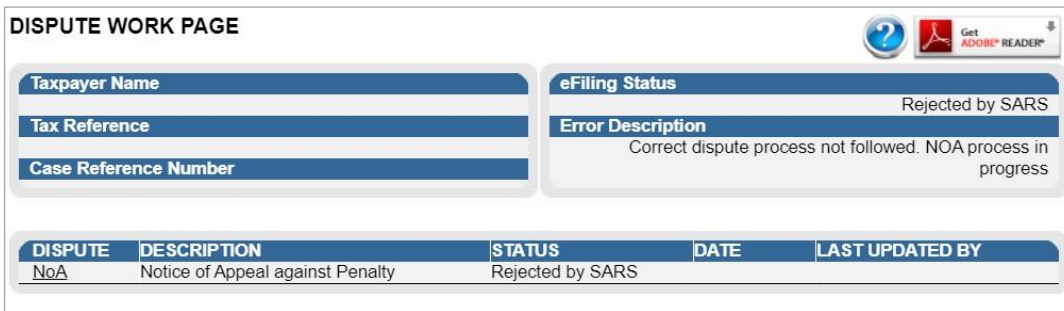 DISPUTE WORK PAGE
?
Get
ADOBE® READER®
Taxpayer Name
Tax Reference
Case Reference Number
eFiling Status
Rejected by SARS
Error Description
Correct dispute process not followed. NOA process in
progress
DISPUTE DESCRIPTION STATUS DATE LAST UPDATED BY
NoA Notice of Appeal against Penalty Rejected by SARS